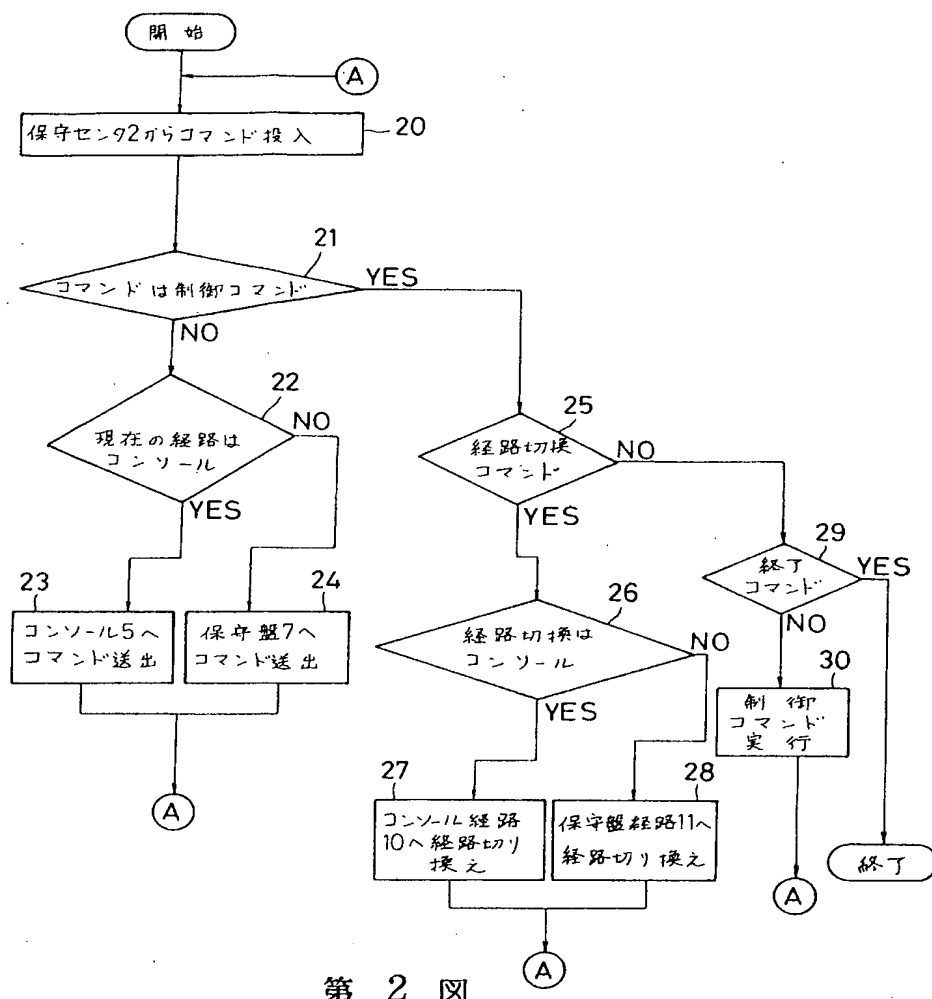 開始
A
保守センタ2からコマンド投入
20
21
コマンドは制御コマンド
YES
NO
22
現在の経路は
コンソール
NO
YES
25
経路切換
コマンド
NO
YES
29
終了
コマンド
YES
NO
23
コンソール5へ
コマンド送出
24
保守盤7へ
コマンド送出
26
経路切換は
コンソール
NO
YES
30
制御
コマンド
実行
A
27
コンソール経路
10へ経路切り
換え
28
保守盤経路11へ
経路切り換え
終了
A
A
第2図